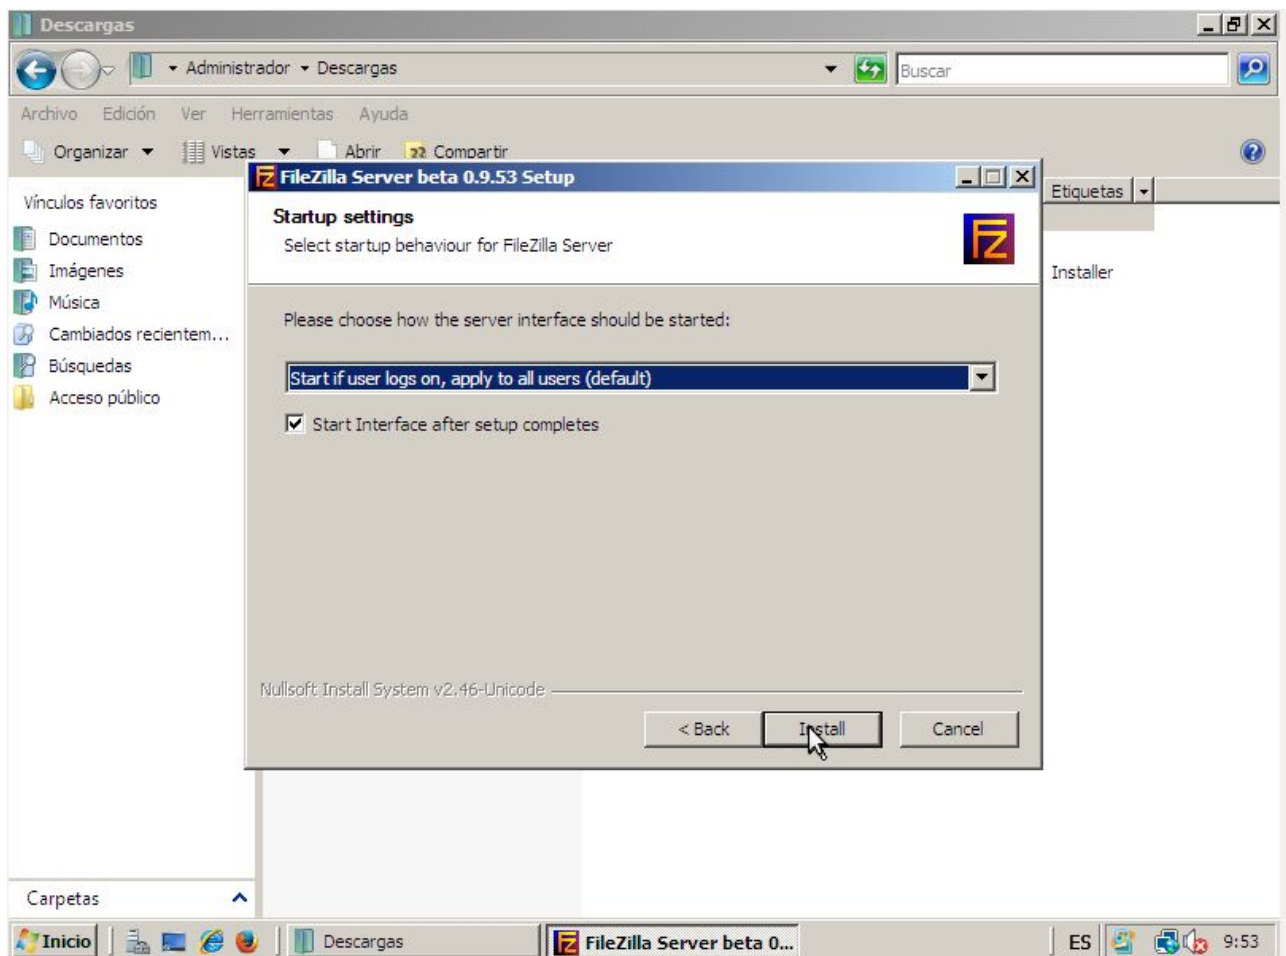 Descargas
Administrador Descargas
Buscar
Archivo Edición Ver Herramientas Ayuda
Organizar Vistas Abrir Compartir
FileZilla Server beta 0.9.53 Setup
Vínculos favoritos
Etiquetas
Startup settings
Select startup behaviour for FileZilla Server
Documentos
Imágenes
Installer
Música
Please choose how the server interface should be started:
Cambiados recientem...
Búsquedas
Start if user logs on, apply to all users (default)
Acceso público
Start Interface after setup completes
Nullsoft Install System v2.46-Unicode
< Back Install Cancel
Carpetas
Inicio Descargas FileZilla Server beta 0... ES 9:53